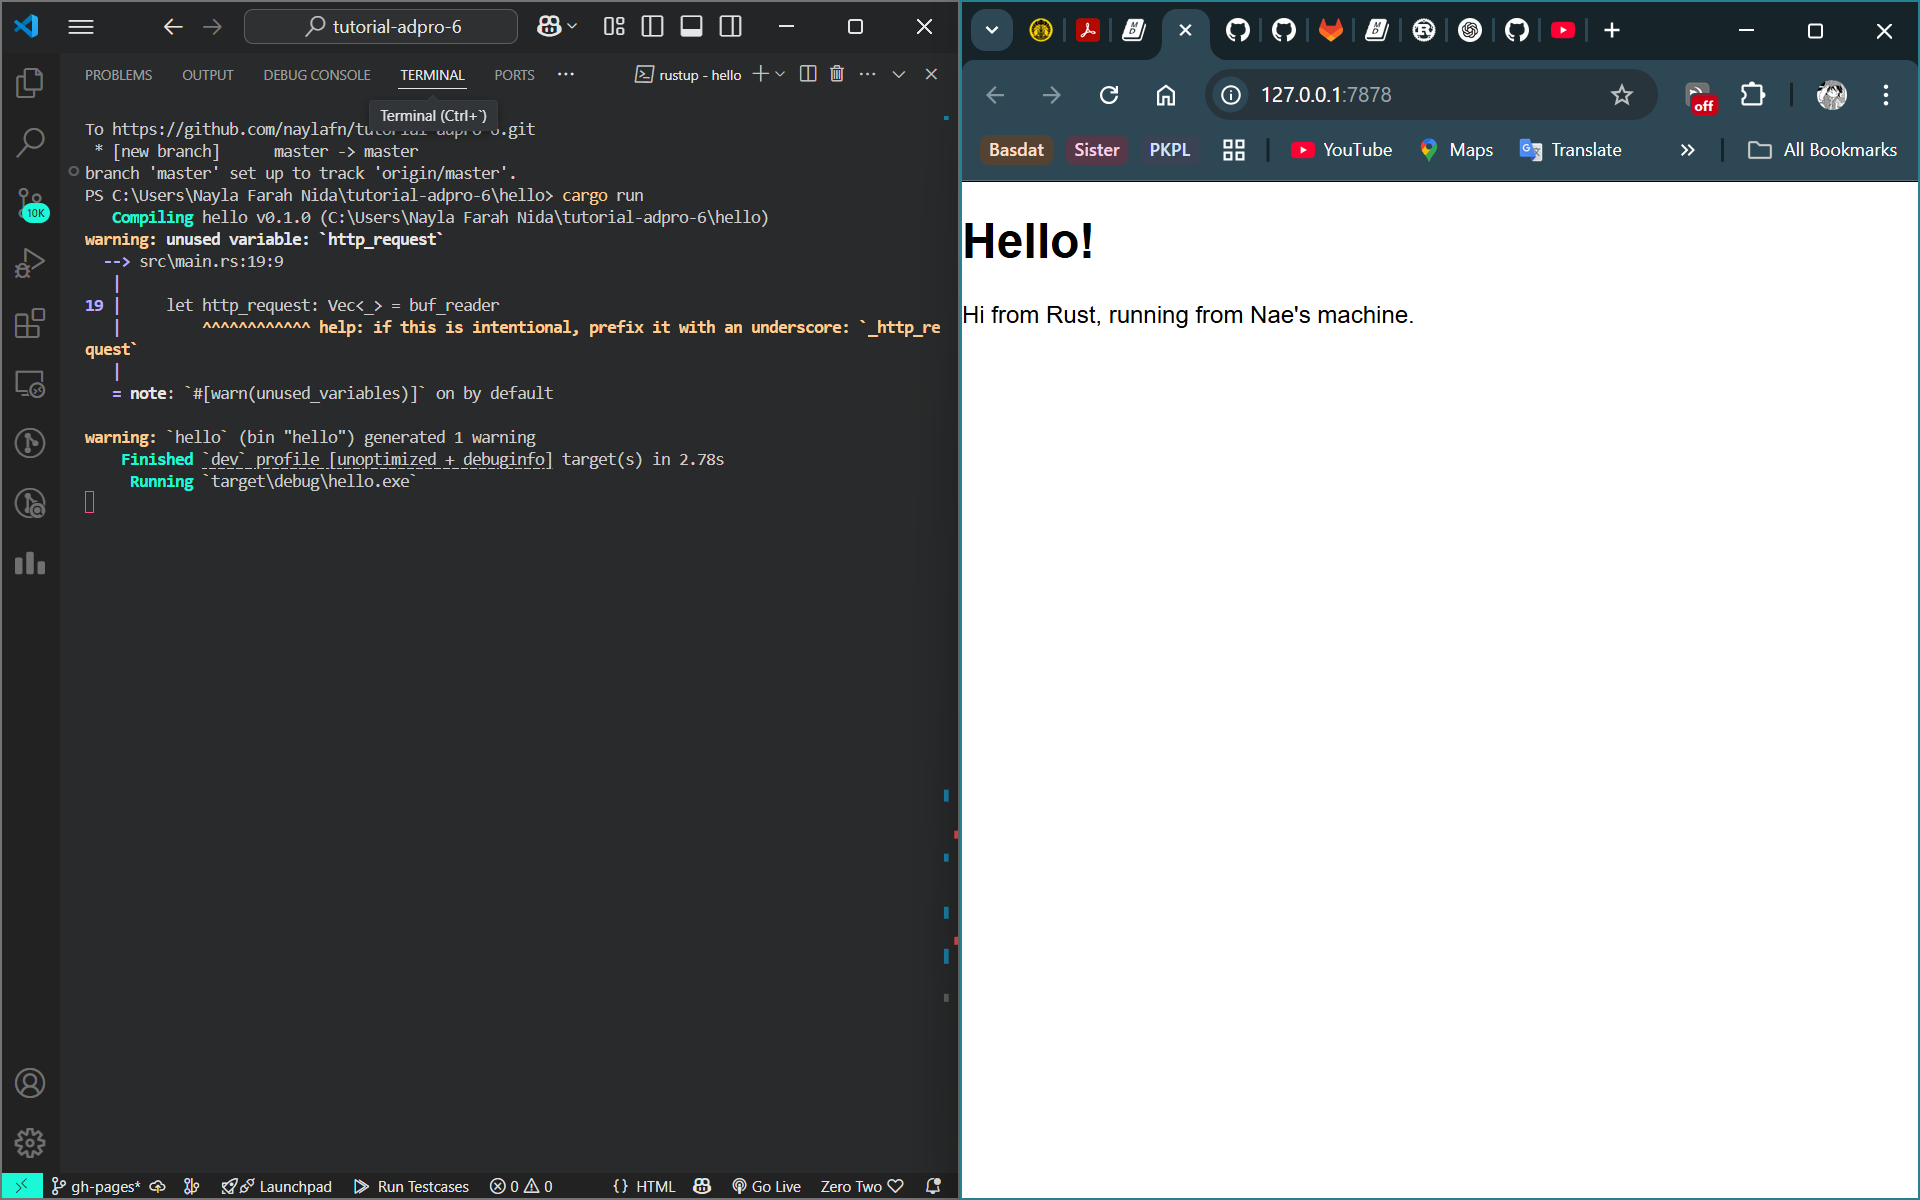 tutorial-adpro-6
PROBLEMS OUTPUT DEBUG CONSOLE TERMINAL PORTS ··· rustup - hello
Terminal (Ctrl+`)
To https://github.com/naylafn/tutorial-adpro-6.git
 * [new branch]      master -> master
branch 'master' set up to track 'origin/master'.
PS C:\Users\Nayla Farah Nida\tutorial-adpro-6\hello> cargo run
   Compiling hello v0.1.0 (C:\Users\Nayla Farah Nida\tutorial-adpro-6\hello)
warning: unused variable: `http_request`
  --> src\main.rs:19:9
   |
19 |     let http_request: Vec<_> = buf_reader
   |         ^^^^^^^^^^^^ help: if this is intentional, prefix it with an underscore: `_http_re
quest`
   |
   = note: `#[warn(unused_variables)]` on by default
warning: `hello` (bin "hello") generated 1 warning
    Finished `dev` profile [unoptimized + debuginfo] target(s) in 2.78s
     Running `target\debug\hello.exe`
10K
gh-pages* Launchpad Run Testcases 0 0 {} HTML Go Live Zero Two
127.0.0.1:7878
off
Basdat Sister PKPL YouTube Maps Translate » All Bookmarks
Hello!
Hi from Rust, running from Nae's machine.